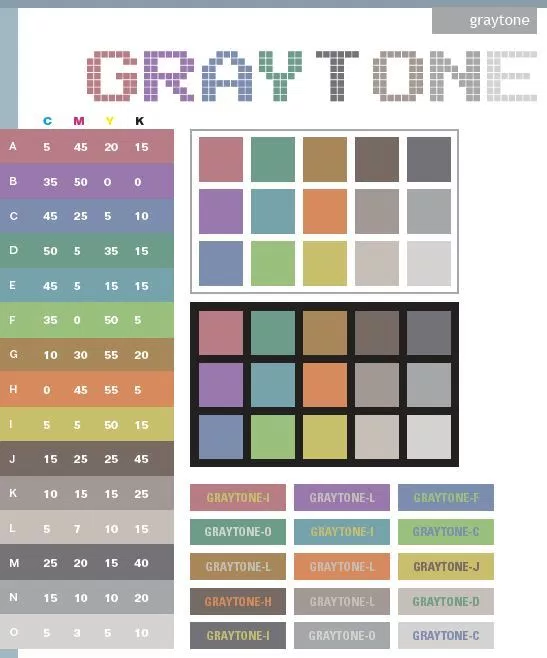 graytone
GRAYTONE
C M Y K
A 5 45 20 15
B 35 50 0 0
C 45 25 5 10
D 50 5 35 15
E 45 5 15 15
F 35 0 50 5
G 10 30 55 20
H 0 45 55 5
I 5 5 50 15
J 15 25 25 45
K 10 15 15 25
L 5 7 10 15
M 25 20 15 40
N 15 10 10 20
O 5 3 5 10
GRAYTONE-I GRAYTONE-L GRAYTONE-F
GRAYTONE-O GRAYTONE-I GRAYTONE-C
GRAYTONE-L GRAYTONE-L GRAYTONE-J
GRAYTONE-H GRAYTONE-L GRAYTONE-D
GRAYTONE-I GRAYTONE-O GRAYTONE-C